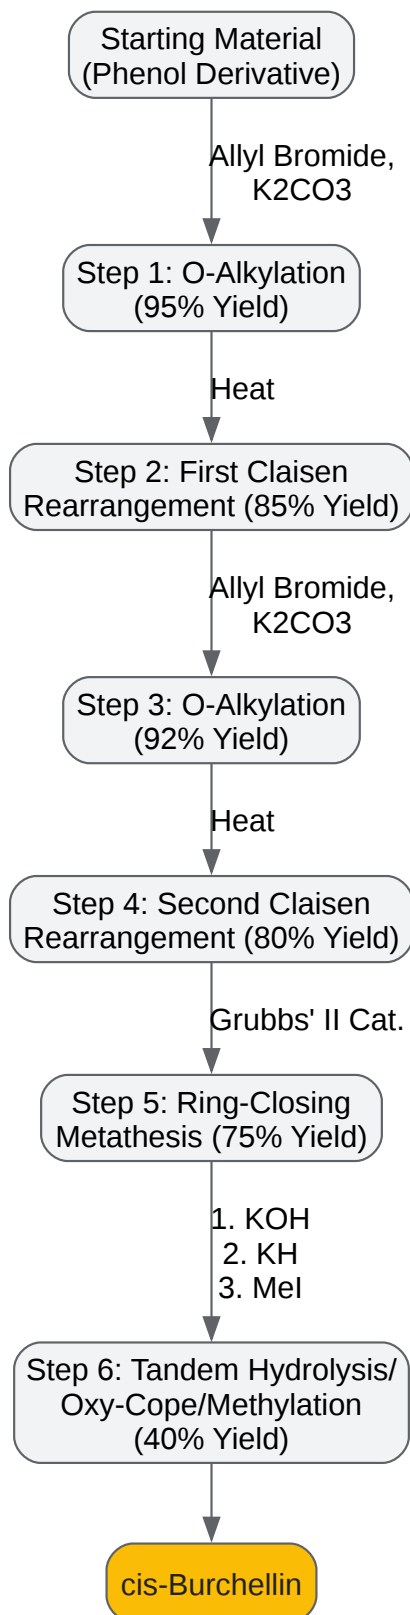 Starting Material
(Phenol Derivative)
Allyl Bromide,
K2CO3
Step 1: O-Alkylation
(95% Yield)
Heat
Step 2: First Claisen
Rearrangement (85% Yield)
Allyl Bromide,
K2CO3
Step 3: O-Alkylation
(92% Yield)
Heat
Step 4: Second Claisen
Rearrangement (80% Yield)
Grubbs' II Cat.
Step 5: Ring-Closing
Metathesis (75% Yield)
1. KOH
2. KH
3. MeI
Step 6: Tandem Hydrolysis/
Oxy-Cope/Methylation
(40% Yield)
cis-Burchellin